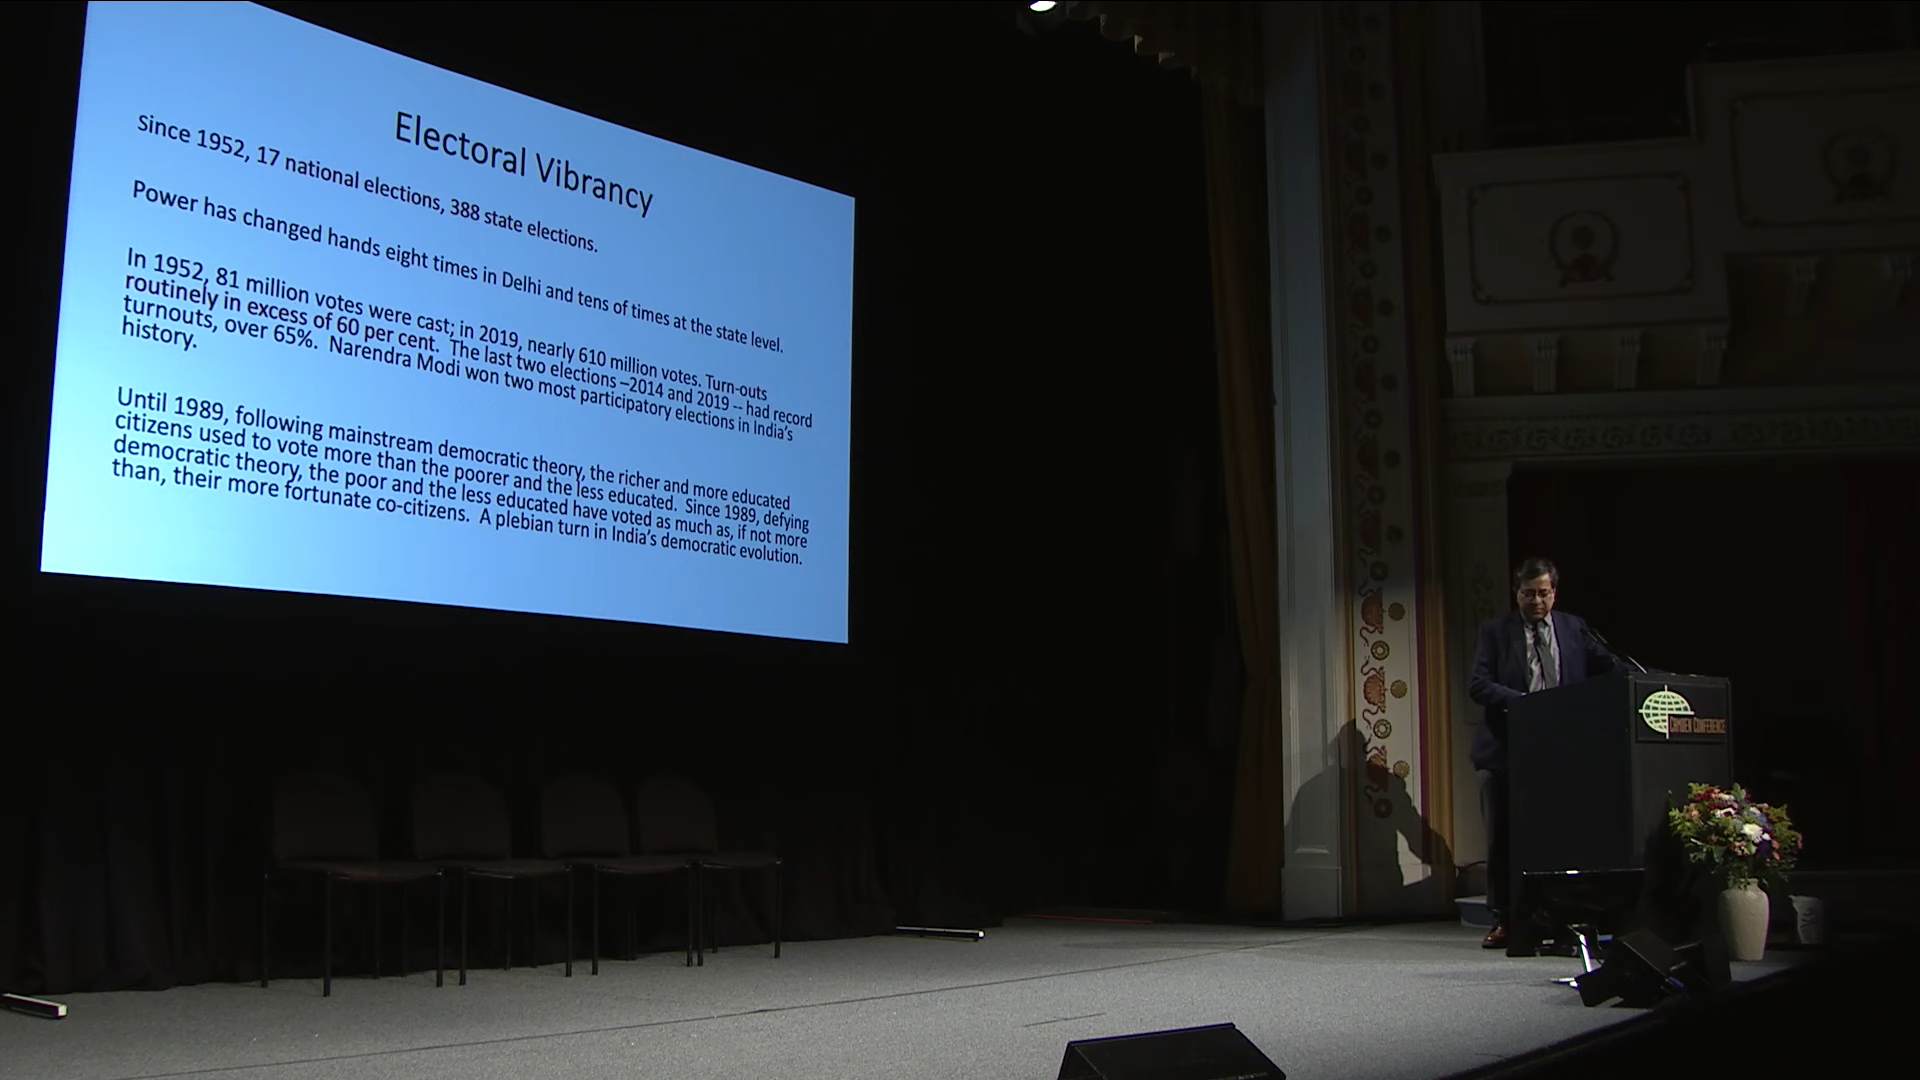 Electoral Vibrancy
Since 1952, 17 national elections, 388 state elections.
Power has changed hands eight times in Delhi and tens of times at the state level.
In 1952, 81 million votes were cast; in 2019, nearly 610 million votes. Turn-outs
routinely in excess of 60 per cent. The last two elections –2014 and 2019 -- had record
turnouts, over 65%. Narendra Modi won two most participatory elections in India's
history.
Until 1989, following mainstream democratic theory, the richer and more educated
citizens used to vote more than the poorer and the less educated. Since 1989, defying
democratic theory, the poor and the less educated have voted as much as, if not more
than, their more fortunate co-citizens. A plebian turn in India's democratic evolution.
CAMDEN CONFERENCE